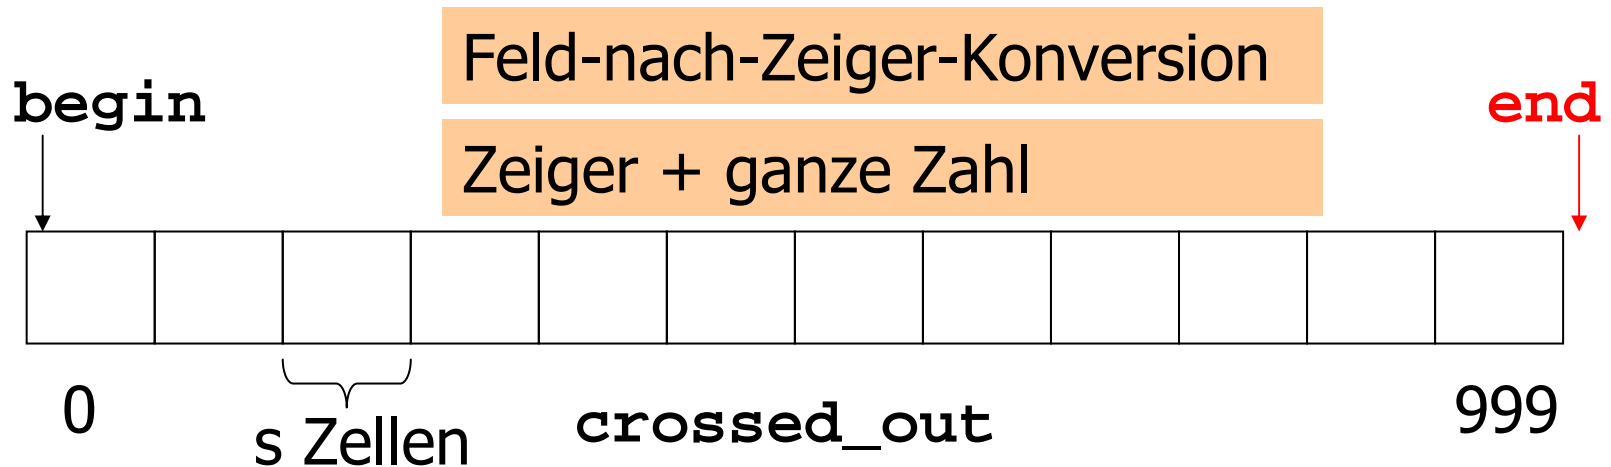 Feld-nach-Zeiger-Konversion
begin
end
Zeiger + ganze Zahl
0
999
s Zellen
crossed_out